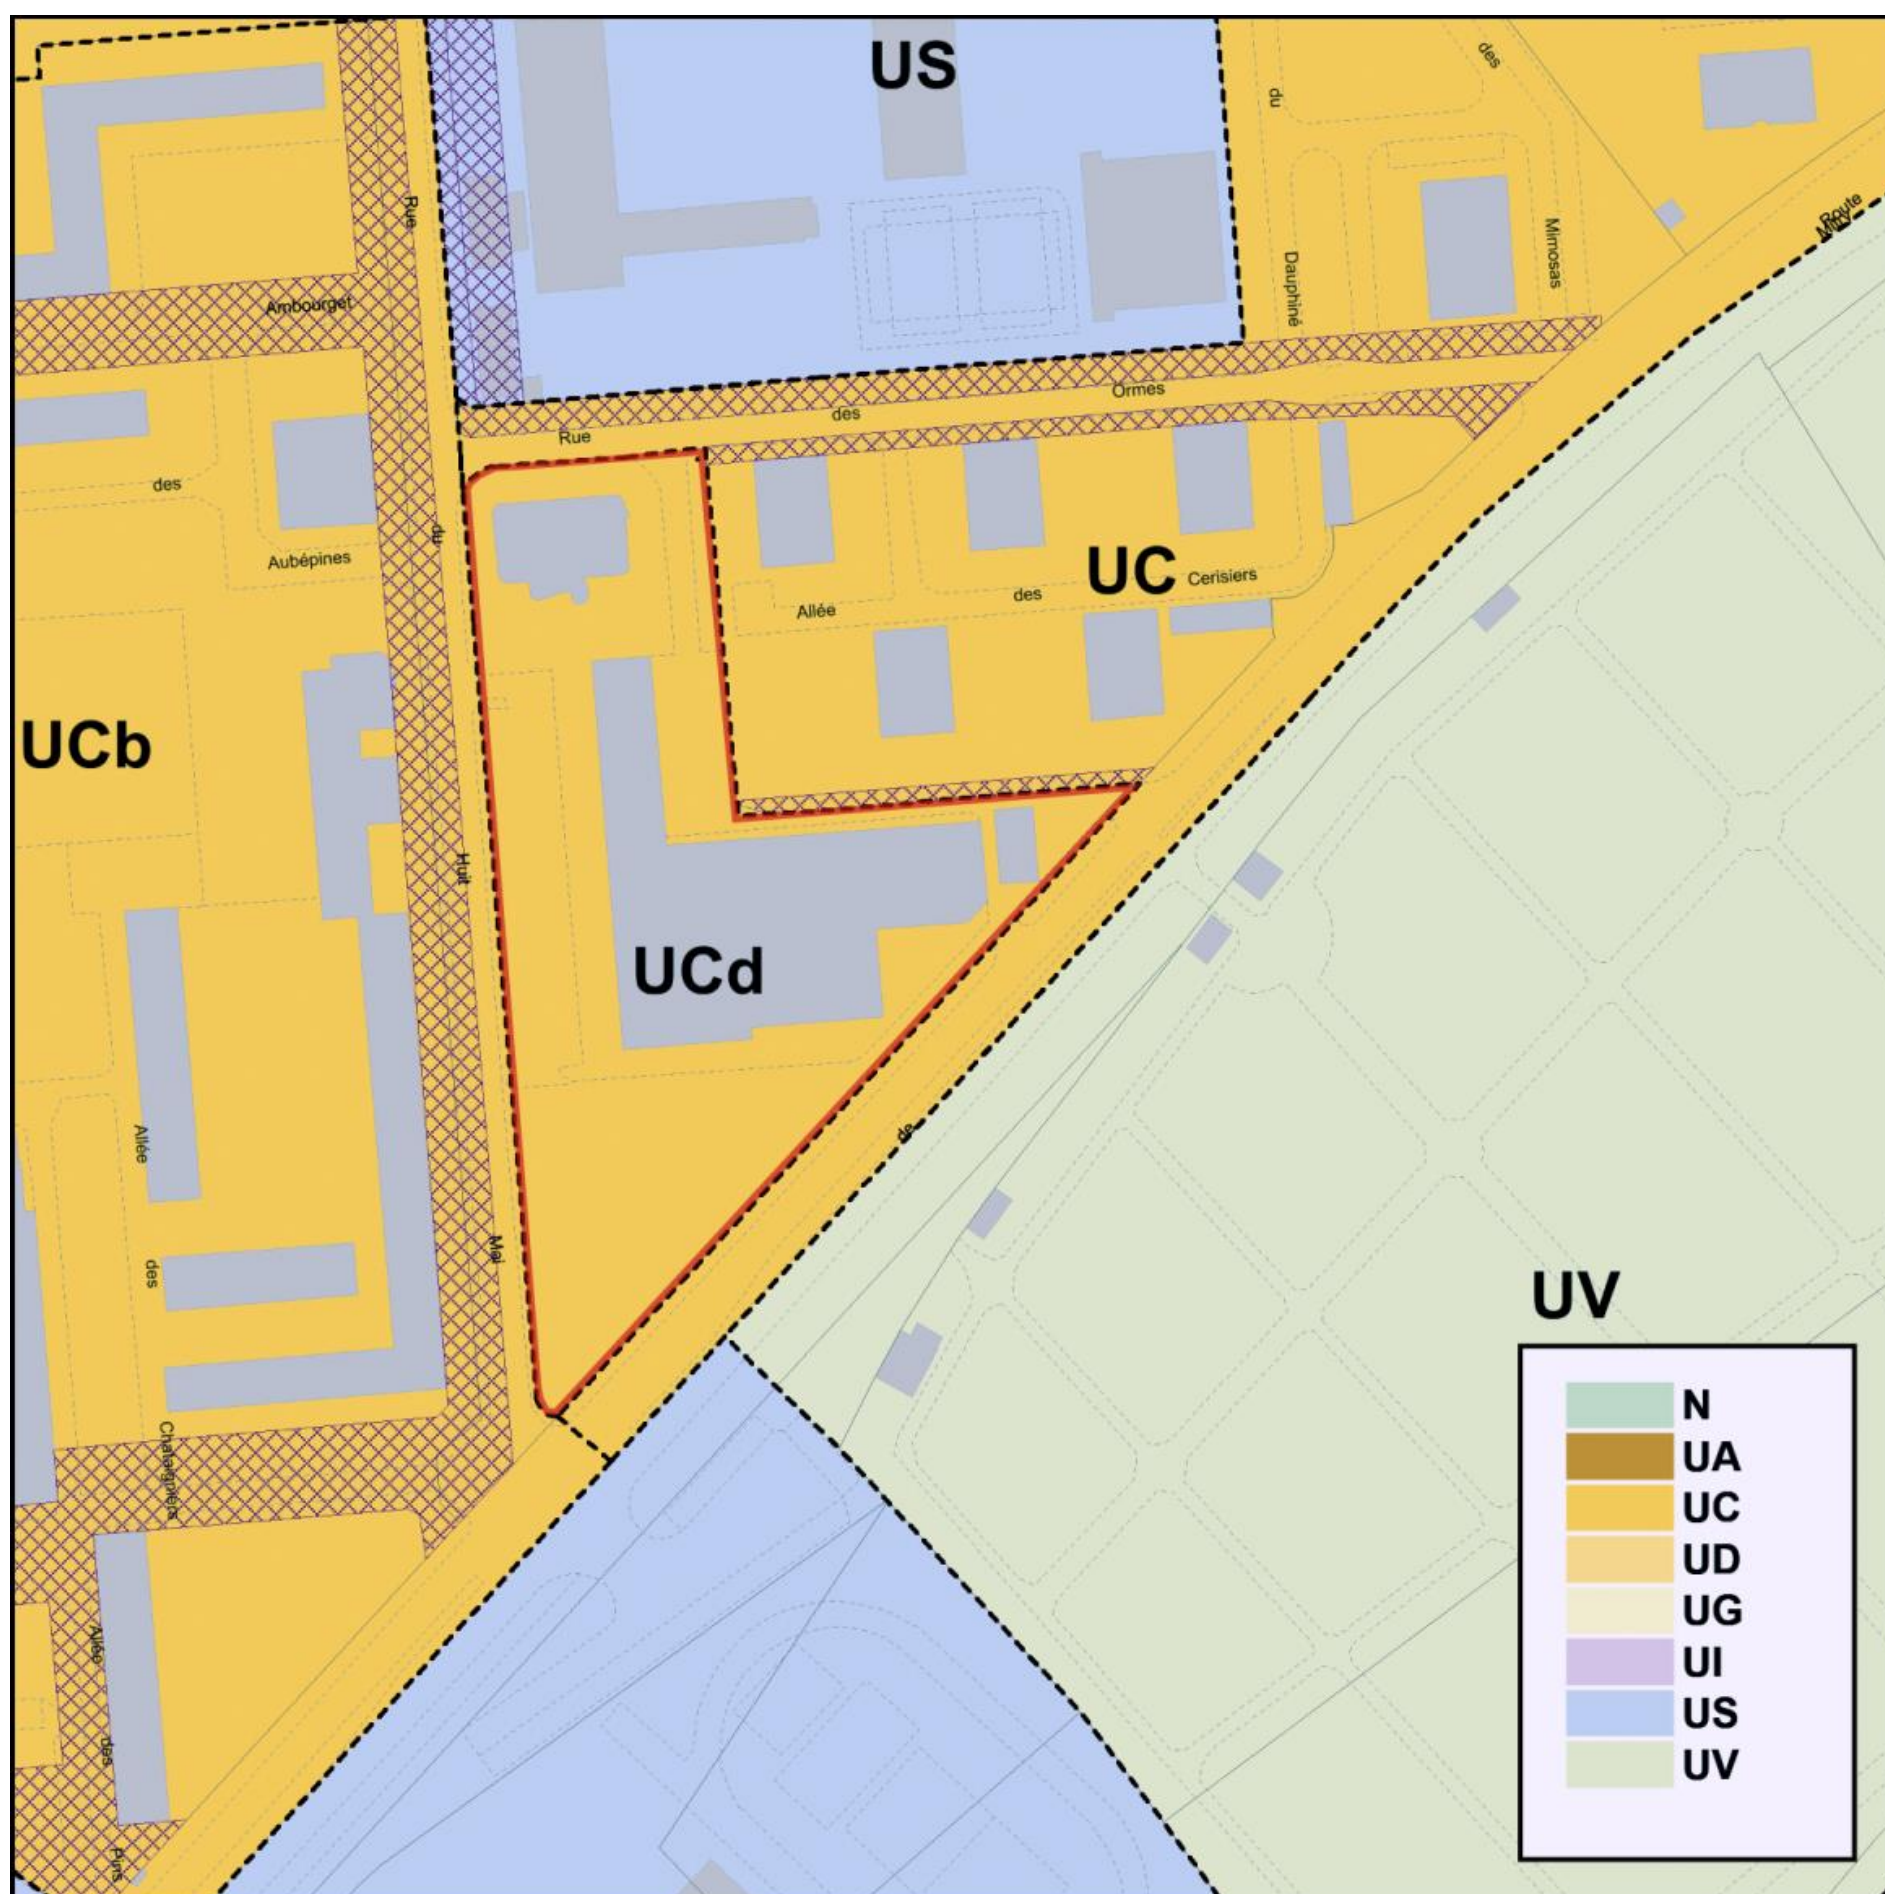 US
des
du
Route
Mitry
Rue
Mimosas
Dauphiné
Ambourget
Ormes
des
Rue
des
du
Aubépines
UC
Cerisiers
des
Allée
UCb
Huit
UCd
de
Allée
Mai
des
UV
Chataigniers
Allée
des
Pins
N
UA
UC
UD
UG
UI
US
UV